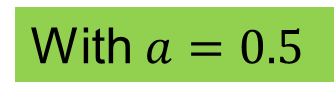 With 𝑎 = 0.5